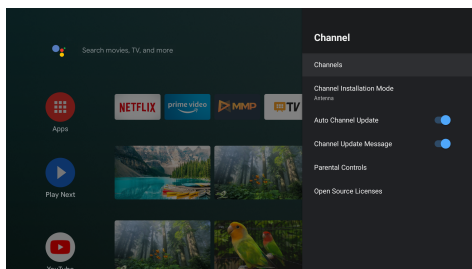 Search movies, TV, and more
Apps
NETFLIX
prime video
MMP
TV
Play Next
YouTube
Channel
Channels
Channel Installation Mode
Antenna
Auto Channel Update
Channel Update Message
Parental Controls
Open Source Licenses